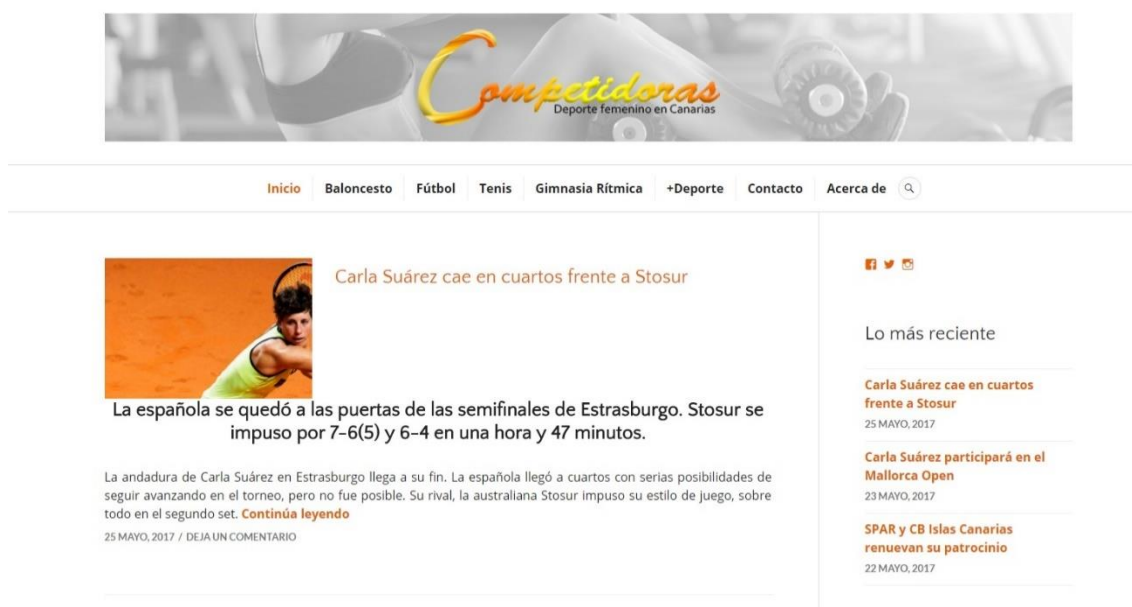 Competidoras
Deporte femenino en Canarias
Inicio Baloncesto Fútbol Tenis Gimnasia Rítmica +Deporte Contacto Acerca de
Carla Suárez cae en cuartos frente a Stosur
La española se quedó a las puertas de las semifinales de Estrasburgo. Stosur se
impuso por 7-6(5) y 6-4 en una hora y 47 minutos.
La andadura de Carla Suárez en Estrasburgo llega a su fin. La española llegó a cuartos con serias posibilidades de
seguir avanzando en el torneo, pero no fue posible. Su rival, la australiana Stosur impuso su estilo de juego, sobre
todo en el segundo set. Continúa leyendo
25 MAYO, 2017 / DEJA UN COMENTARIO
Lo más reciente
Carla Suárez cae en cuartos
frente a Stosur
25 MAYO, 2017
Carla Suárez participará en el
Mallorca Open
23 MAYO, 2017
SPAR y CB Islas Canarias
renuevan su patrocinio
22 MAYO, 2017